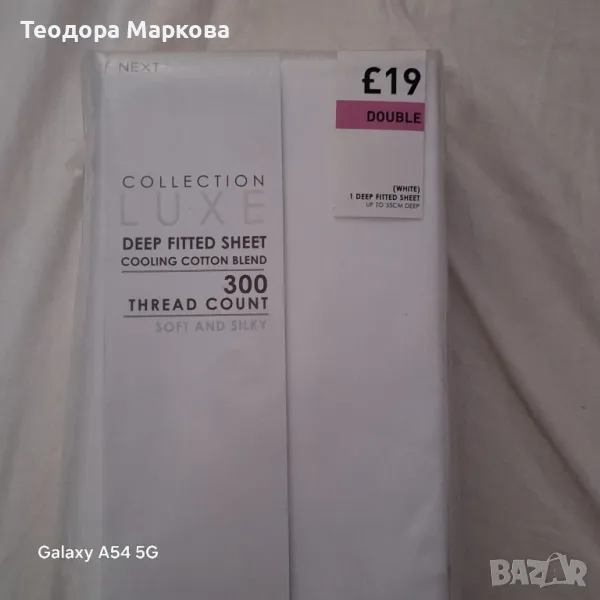 Теодора Маркова
NEXT
£19
DOUBLE
(WHITE)
1 DEEP FITTED SHEET
UP TO 35CM DEEP
COLLECTION
LUXE
DEEP FITTED SHEET
COOLING COTTON BLEND
300
THREAD COUNT
SOFT AND SILKY
Galaxy A54 5G
BAZAR